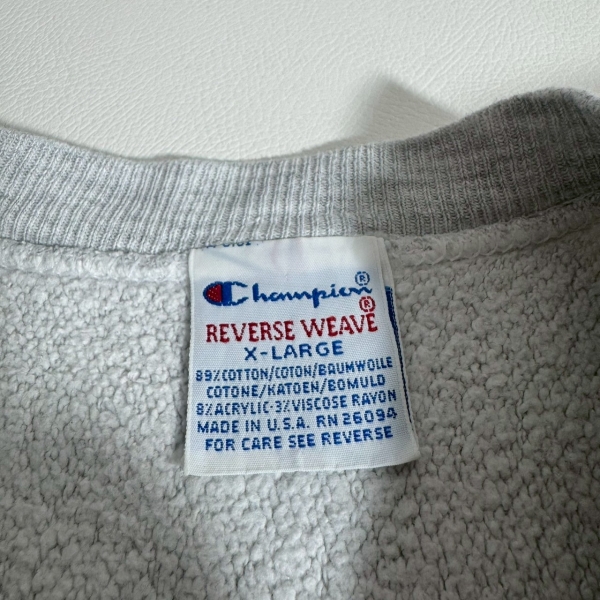 Champion®
REVERSE WEAVE®
X-LARGE
89%COTTON/COTON/BAUMWOLLE
COTONE/KATOEN/BOMULD
8%ACRYLIC·3%VISCOSE RAYON
MADE IN U.S.A. RN 26094
FOR CARE SEE REVERSE